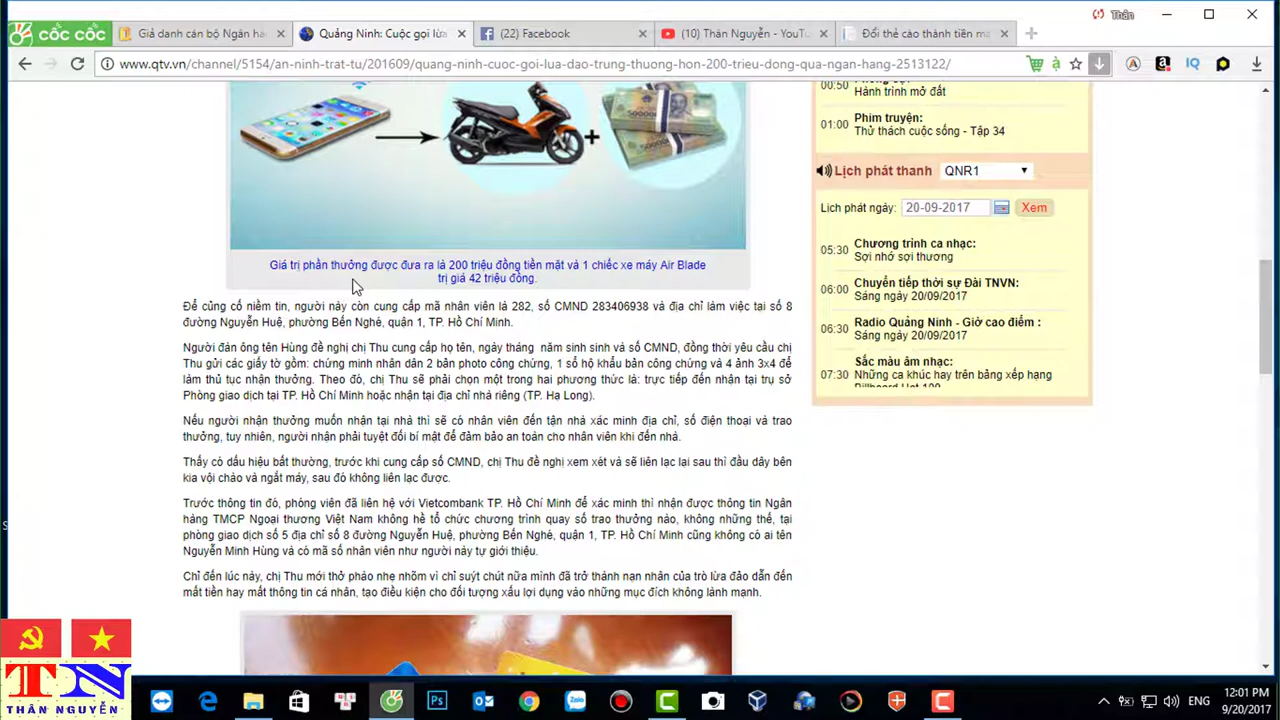 Thân
cốc cốc
Giả danh cán bộ Ngân hà
Quảng Ninh: Cuộc gọi lừa
(22) Facebook
(10) Thân Nguyễn - YouTu
Đổi thẻ cào thành tiền mặ
www.qtv.vn/channel/5154/an-ninh-trat-tu/201609/quang-ninh-cuoc-goi-lua-dao-trung-thuong-hon-200-trieu-dong-qua-ngan-hang-2513122/
00:50
Hành trình mở đất
01:00 Phim truyện:
Thử thách cuộc sống - Tập 34
Lịch phát thanh QNR1
Lịch phát ngày: 20-09-2017 Xem
05:30 Chương trình ca nhạc:
Sợi nhớ sợi thương
06:00 Chuyển tiếp thời sự Đài TNVN:
Sáng ngày 20/09/2017
06:30 Radio Quảng Ninh - Giờ cao điểm :
Sáng ngày 20/09/2017
07:30 Sắc màu âm nhạc:
Những ca khúc hay trên bảng xếp hạng
Billboard Hot 100
Giá trị phần thưởng được đưa ra là 200 triệu đồng tiền mặt và 1 chiếc xe máy Air Blade
trị giá 42 triệu đồng.
Để củng cố niềm tin, người này còn cung cấp mã nhân viên là 282, số CMND 283406938 và địa chỉ làm việc tại số 8
đường Nguyễn Huệ, phường Bến Nghé, quận 1, TP. Hồ Chí Minh.
Người đàn ông tên Hùng đề nghị chị Thu cung cấp họ tên, ngày tháng năm sinh sinh và số CMND, đồng thời yêu cầu chị
Thu gửi các giấy tờ gồm: chứng minh nhân dân 2 bản photo công chứng, 1 sổ hộ khẩu bản công chứng và 4 ảnh 3x4 để
làm thủ tục nhận thưởng. Theo đó, chị Thu sẽ phải chọn một trong hai phương thức là: trực tiếp đến nhận tại trụ sở
Phòng giao dịch tại TP. Hồ Chí Minh hoặc nhận tại địa chỉ nhà riêng (TP. Hạ Long).
Nếu người nhận thưởng muốn nhận tại nhà thì sẽ có nhân viên đến tận nhà xác minh địa chỉ, số điện thoại và trao
thưởng, tuy nhiên, người nhận phải tuyệt đối bí mật để đảm bảo an toàn cho nhân viên khi đến nhà.
Thấy có dấu hiệu bất thường, trước khi cung cấp số CMND, chị Thu đề nghị xem xét và sẽ liên lạc lại sau thì đầu dây bên
kia vội chào và ngắt máy, sau đó không liên lạc được.
Trước thông tin đó, phóng viên đã liên hệ với Vietcombank TP. Hồ Chí Minh để xác minh thì nhận được thông tin Ngân
hàng TMCP Ngoại thương Việt Nam không hề tổ chức chương trình quay số trao thưởng nào, không những thế, tại
phòng giao dịch số 5 địa chỉ số 8 đường Nguyễn Huệ, phường Bến Nghé, quận 1, TP. Hồ Chí Minh cũng không có ai tên
Nguyễn Minh Hùng và có mã số nhân viên như người này tự giới thiệu.
Chỉ đến lúc này, chị Thu mới thở phào nhẹ nhõm vì chỉ suýt chút nữa mình đã trở thành nạn nhân của trò lừa đảo dẫn đến
mất tiền hay mất thông tin cá nhân, tạo điều kiện cho đối tượng xấu lợi dụng vào những mục đích không lành mạnh.
TN
THÂN NGUYỄN
ENG
12:01 PM
9/20/2017